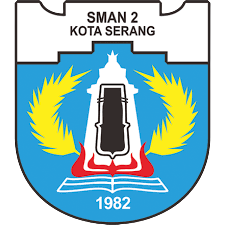 SMAN 2
KOTA SERANG
1982